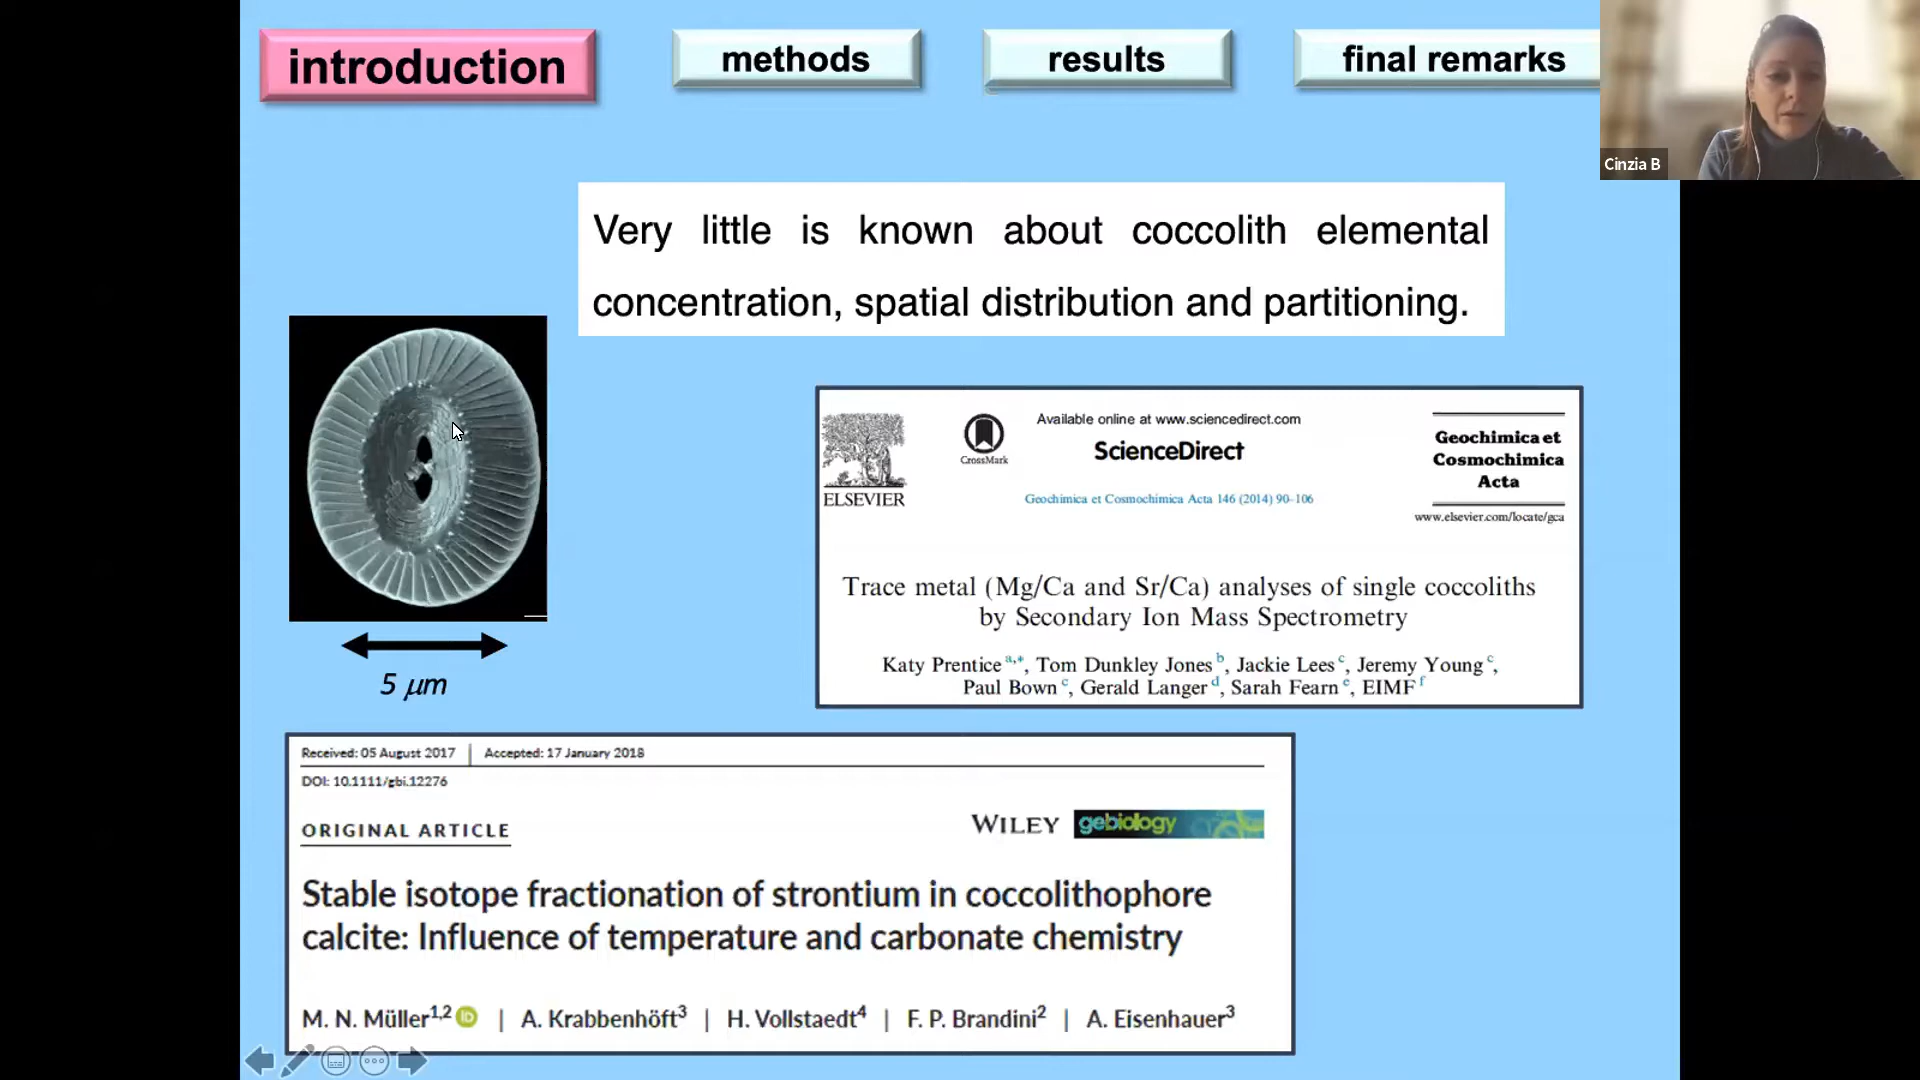 introduction
methods
results
final remarks
Cinzia B
Very little is known about coccolith elemental
concentration, spatial distribution and partitioning.
5 µm
ELSEVIER
CrossMark
Available online at www.sciencedirect.com
ScienceDirect
Geochimica et Cosmochimica Acta 146 (2014) 90–106
Geochimica et
Cosmochimica
Acta
www.elsevier.com/locate/gca
Trace metal (Mg/Ca and Sr/Ca) analyses of single coccoliths
by Secondary Ion Mass Spectrometry
Katy Prentice a,*, Tom Dunkley Jones b, Jackie Lees c, Jeremy Young c,
Paul Bown c, Gerald Langer d, Sarah Fearn e, EIMF f
Received: 05 August 2017 | Accepted: 17 January 2018
DOI: 10.1111/gbi.12276
ORIGINAL ARTICLE
WILEY gebiology
Stable isotope fractionation of strontium in coccolithophore
calcite: Influence of temperature and carbonate chemistry
M. N. Müller1,2 iD | A. Krabbenhöft3 | H. Vollstaedt4 | F. P. Brandini2 | A. Eisenhauer3